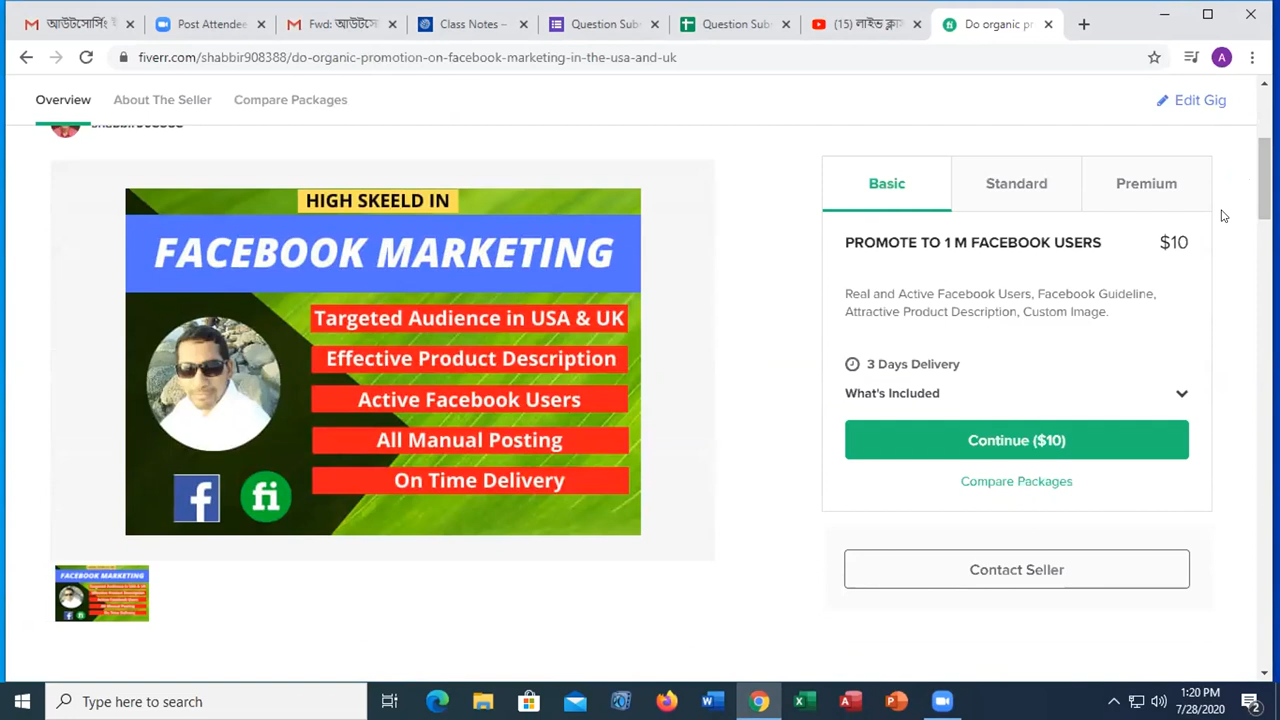 আউটসোর্সিং
Post Attendee
Fwd: আউটসো
Class Notes –
Question Sub
Question Sub
(15) লাইভ ক্লাস
Do organic pr
fiverr.com/shabbir908388/do-organic-promotion-on-facebook-marketing-in-the-usa-and-uk
A
Overview
About The Seller
Compare Packages
Edit Gig
HIGH SKEELD IN
FACEBOOK MARKETING
Targeted Audience in USA & UK
Effective Product Description
Active Facebook Users
All Manual Posting
On Time Delivery
f
fi
Basic
Standard
Premium
PROMOTE TO 1 M FACEBOOK USERS
$10
Real and Active Facebook Users, Facebook Guideline,
Attractive Product Description, Custom Image.
3 Days Delivery
What's Included
Continue ($10)
Compare Packages
Contact Seller
Type here to search
1:20 PM
7/28/2020
2